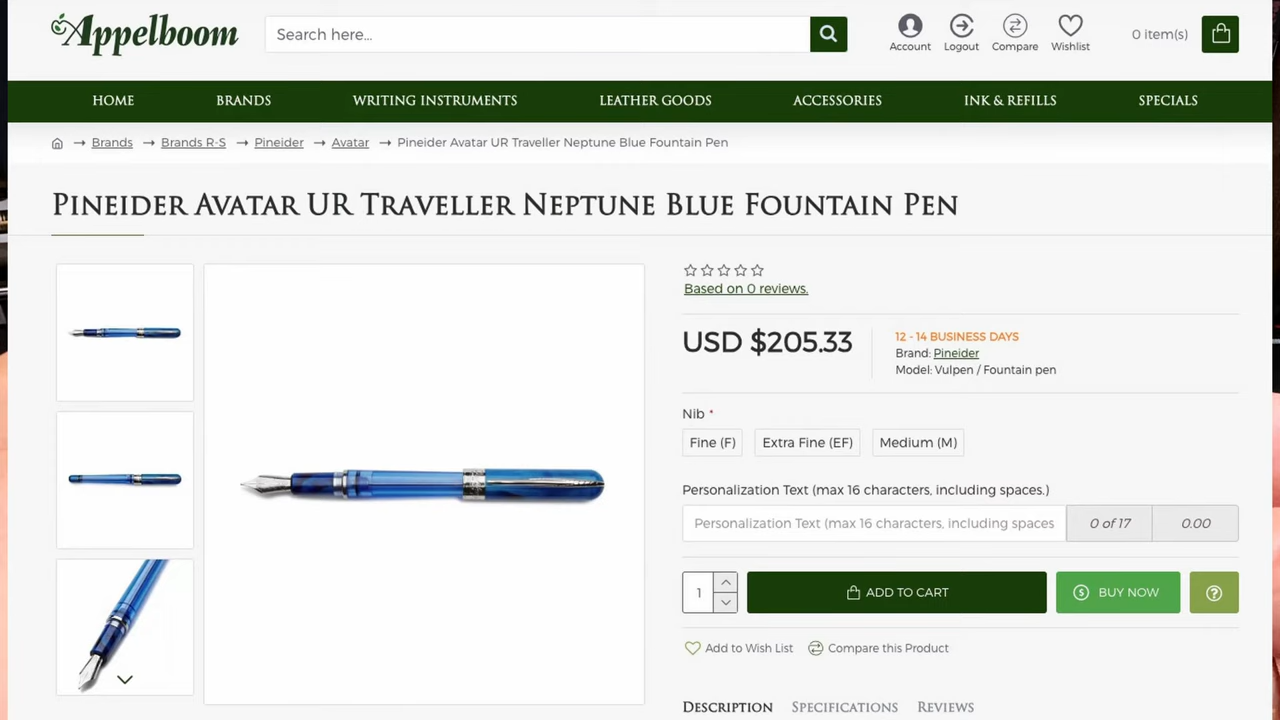 Appelboom
Search here...
Account
Logout
Compare
Wishlist
0 item(s)
HOME
BRANDS
WRITING INSTRUMENTS
LEATHER GOODS
ACCESSORIES
INK & REFILLS
SPECIALS
→ Brands → Brands R-S → Pineider → Avatar → Pineider Avatar UR Traveller Neptune Blue Fountain Pen
Pineider Avatar UR Traveller Neptune Blue Fountain Pen
Based on 0 reviews.
USD $205.33
12 - 14 BUSINESS DAYS
Brand: Pineider
Model: Vulpen / Fountain pen
Nib *
Fine (F)
Extra Fine (EF)
Medium (M)
Personalization Text (max 16 characters, including spaces.)
Personalization Text (max 16 characters, including spaces
0 of 17
0.00
1
ADD TO CART
BUY NOW
Add to Wish List
Compare this Product
Description
Specifications
Reviews